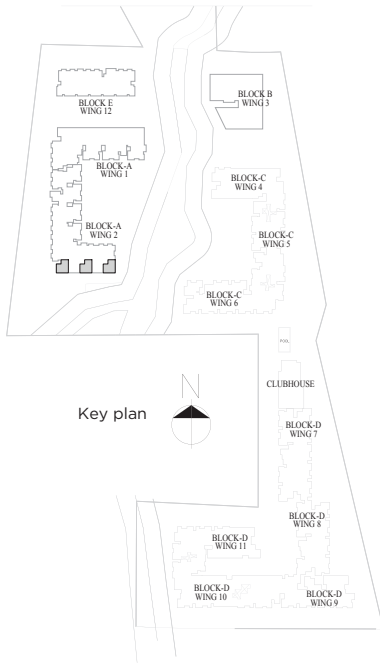 BLOCK E
WING 12
BLOCK B
WING 3
BLOCK-A
WING 1
BLOCK-C
WING 4
BLOCK-A
WING 2
BLOCK-C
WING 5
BLOCK-C
WING 6
POOL
CLUBHOUSE
N
Key plan
BLOCK-D
WING 7
BLOCK-D
WING 8
BLOCK-D
WING 11
BLOCK-D
WING 10
BLOCK-D
WING 9